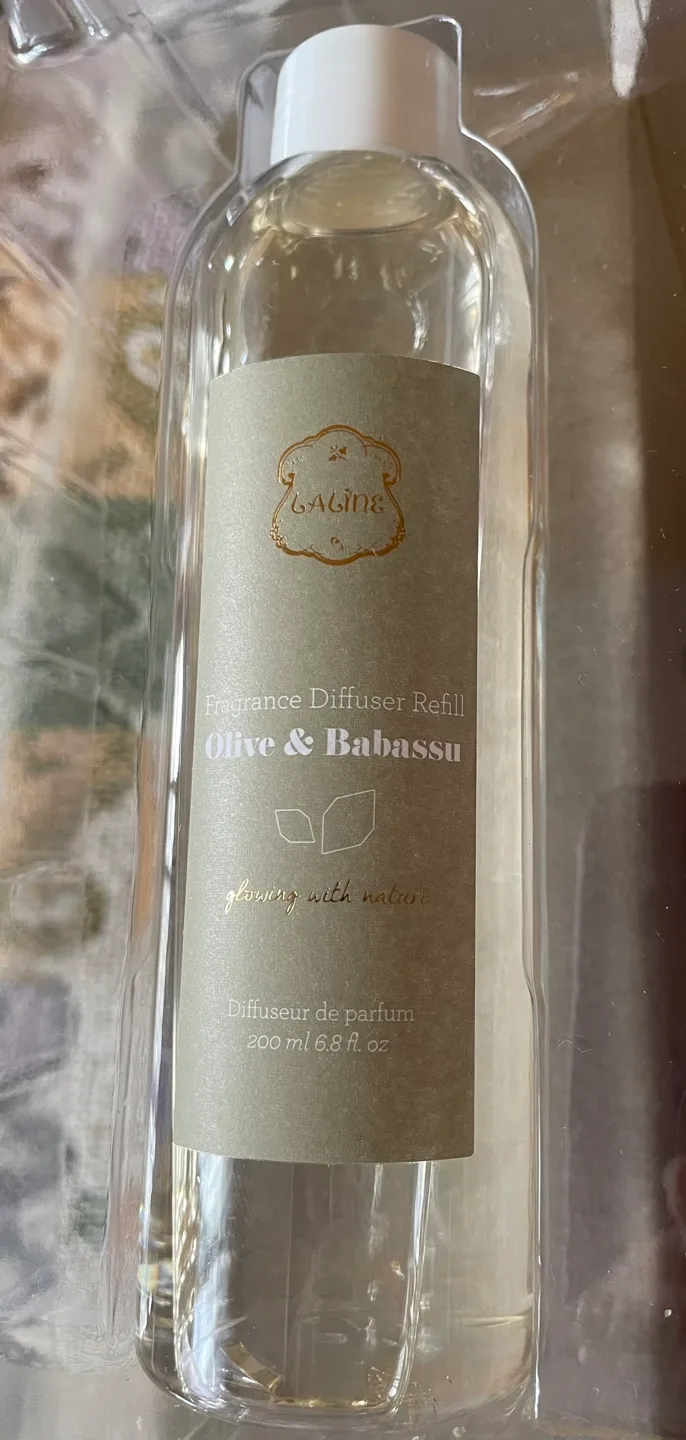 LALINE
Fragrance Diffuser Refill
Olive & Babassu
glowing with nature
Diffuseur de parfum
200 ml 6.8 fl. oz